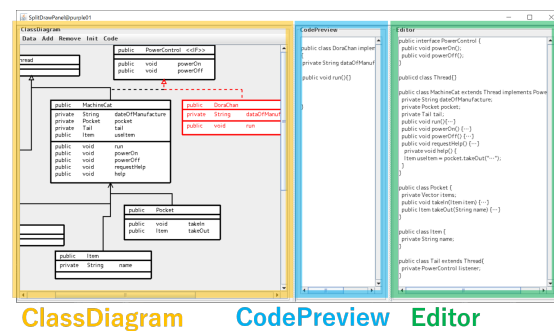 SplitDrawPanel@purple01
ClassDiagram
Data Add Remove Init Code
hread
public PowerControl <<IF>>
public void powerOn
public void powerOff
public MachineCat
private String dateOfManufacture
private Pocket pocket
private Tail tail
public Item useItem
public void run
public void powerOn
public void powerOff
public void requestHelp
public void help
public DoraChan
private String dataOfManuf
public void run
public Pocket
public void takeIn
public Item takeOut
public Item
private String name
CodePreview
public class DoraChan implem
{
private String dataOfManuf
public void run(){}
}
Editor
public interface PowerControl {
public void powerOn();
public void powerOff();
}
publicd class Thread{}
public class MachineCat extends Thread implements Powe
private String dateOfManufacture;
private Pocket pocket;
private Tail tail;
public void run(){…}
public void powerOn() {…}
public void powerOff() {…}
public void requestHelp() {…}
private void help() {
Item useItem = pocket.takeOut("…");
}
}
public class Pocket {
private Vector items;
public void takeIn(Item item) {…}
public Item takeOut(String name) {…}
}
public class Item {
private String name;
}
public class Tail extends Thread{
private PowerControl listener;
}
ClassDiagram CodePreview Editor